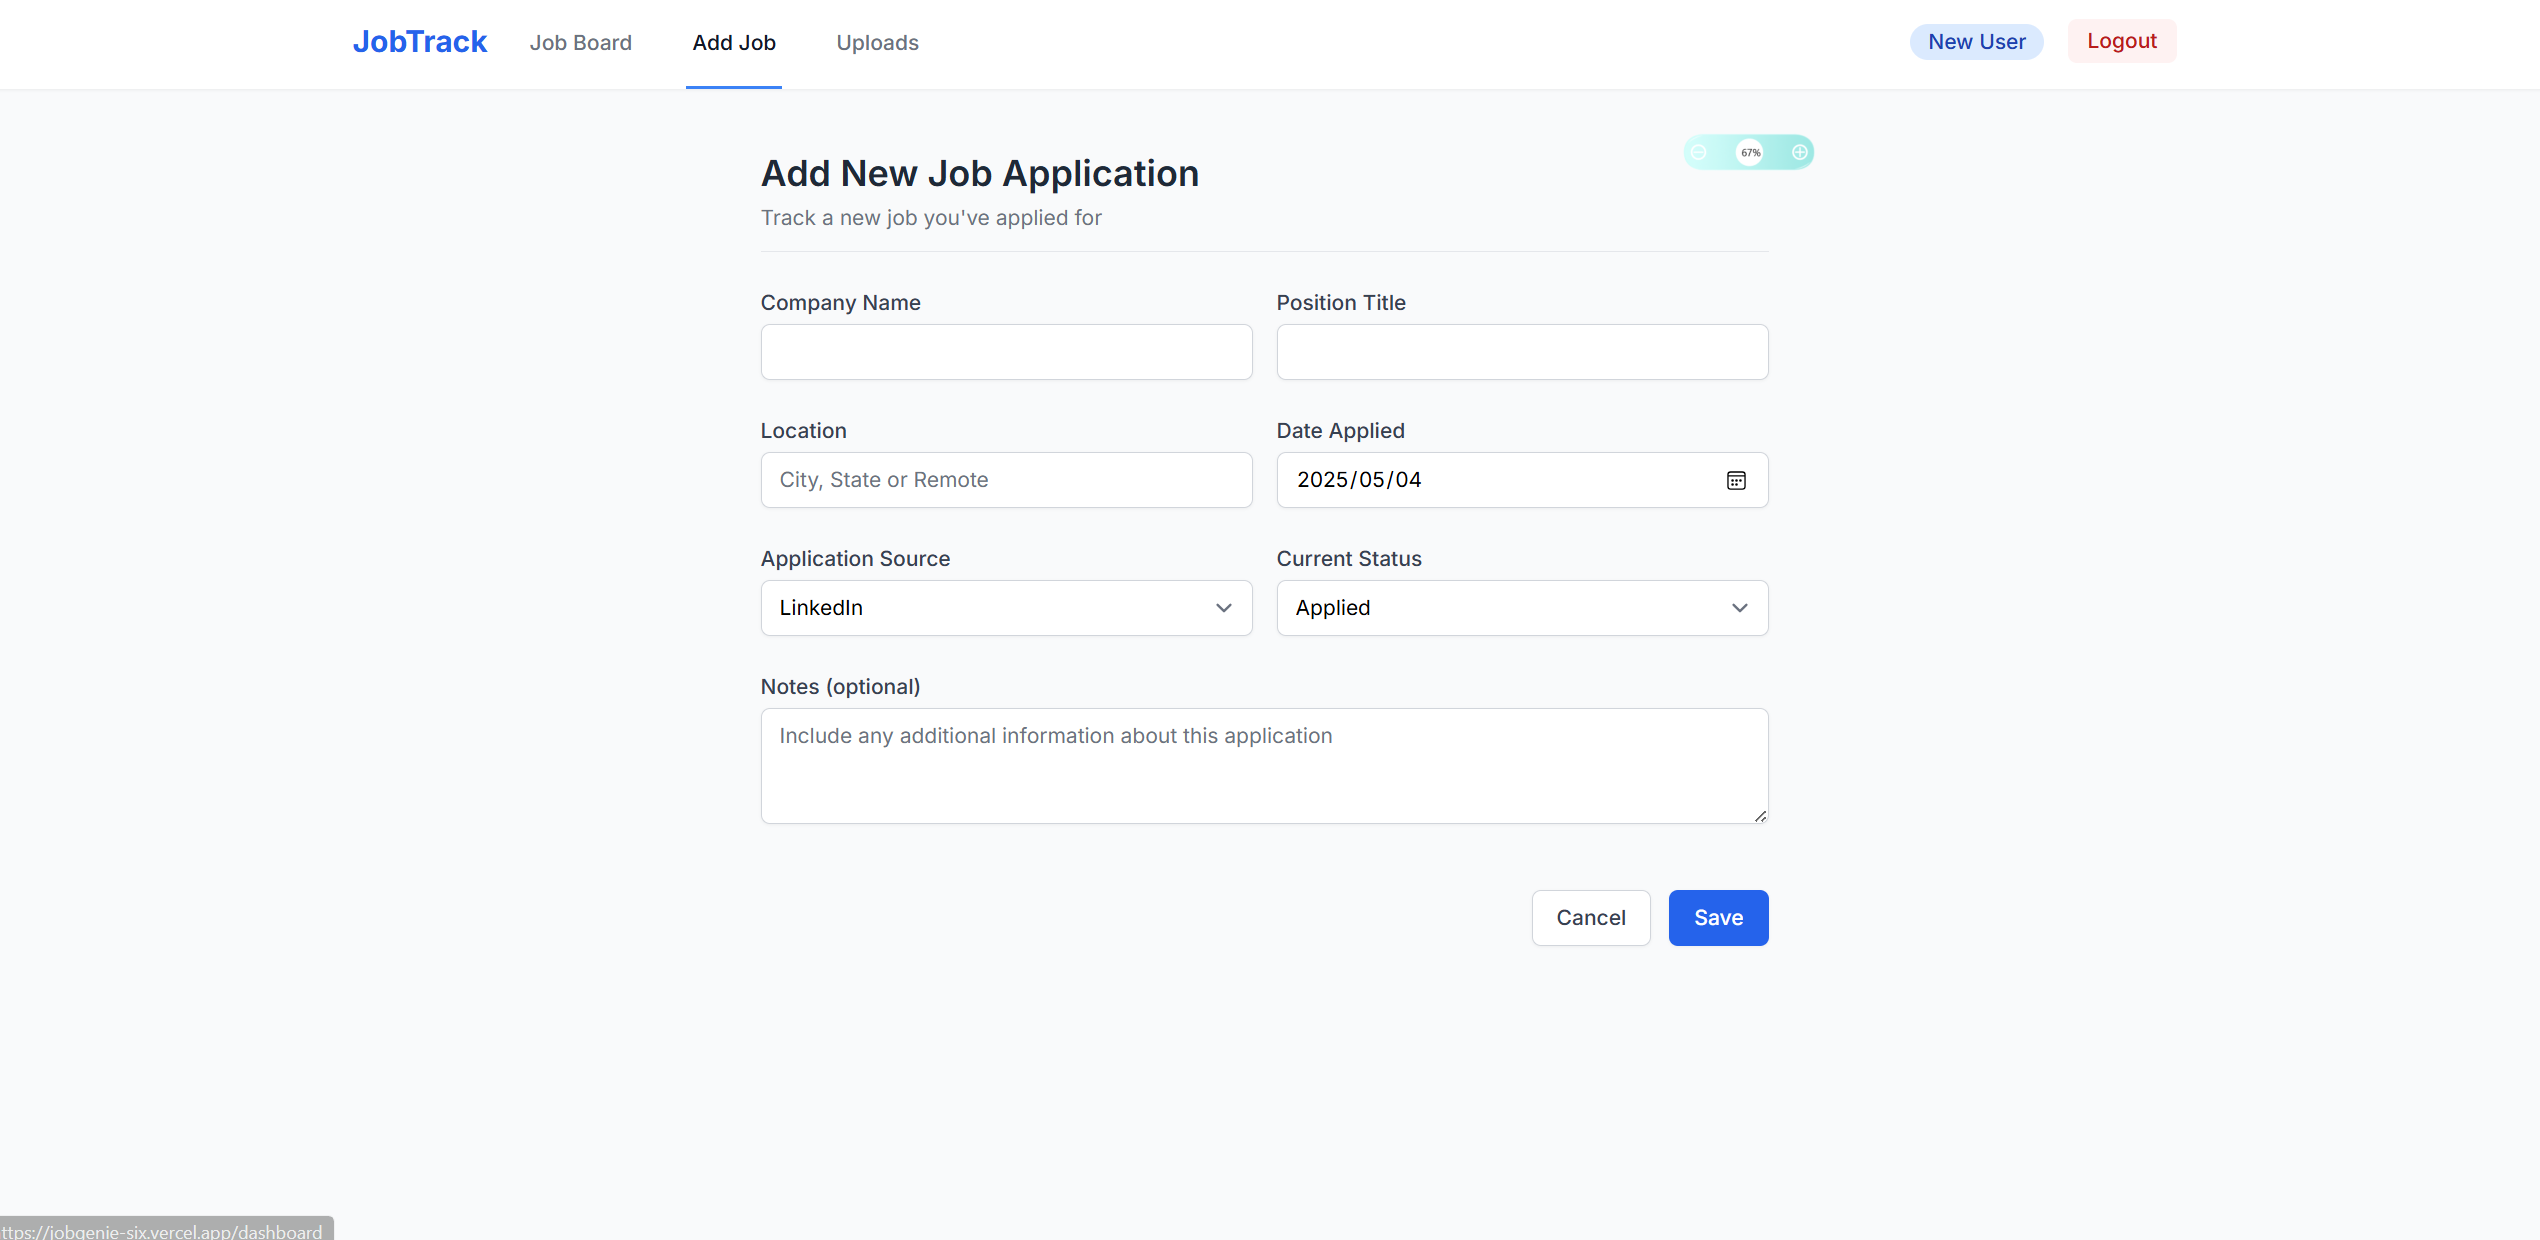 JobTrack Job Board Add Job Uploads New User Logout
67%
Add New Job Application
Track a new job you've applied for
Company Name Position Title
Location Date Applied
City, State or Remote 2025/05/04
Application Source Current Status
LinkedIn Applied
Notes (optional)
Include any additional information about this application
Cancel Save
ttps://jobgenie-six.vercel.app/dashboard